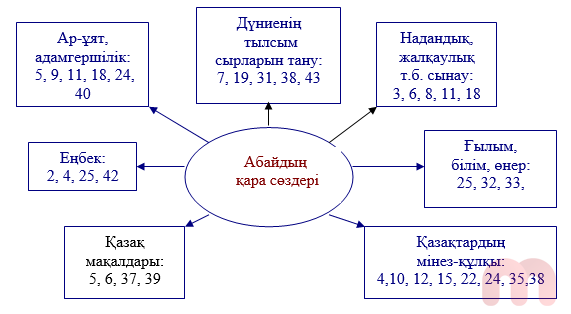 Ар-ұят,
адамгершілік:
5, 9, 11, 18, 24,
40
Дүниенің
тылсым
сырларын тану:
7, 19, 31, 38, 43
Надандық,
жалқаулық
т.б. сынау:
3, 6, 8, 11, 18
Еңбек:
2, 4, 25, 42
Абайдың
қара сөздері
Ғылым,
білім, өнер:
25, 32, 33,
Қазақ
мақалдары:
5, 6, 37, 39
Қазақтардың
мінез-құлқы:
4,10, 12, 15, 22, 24, 35,38
m